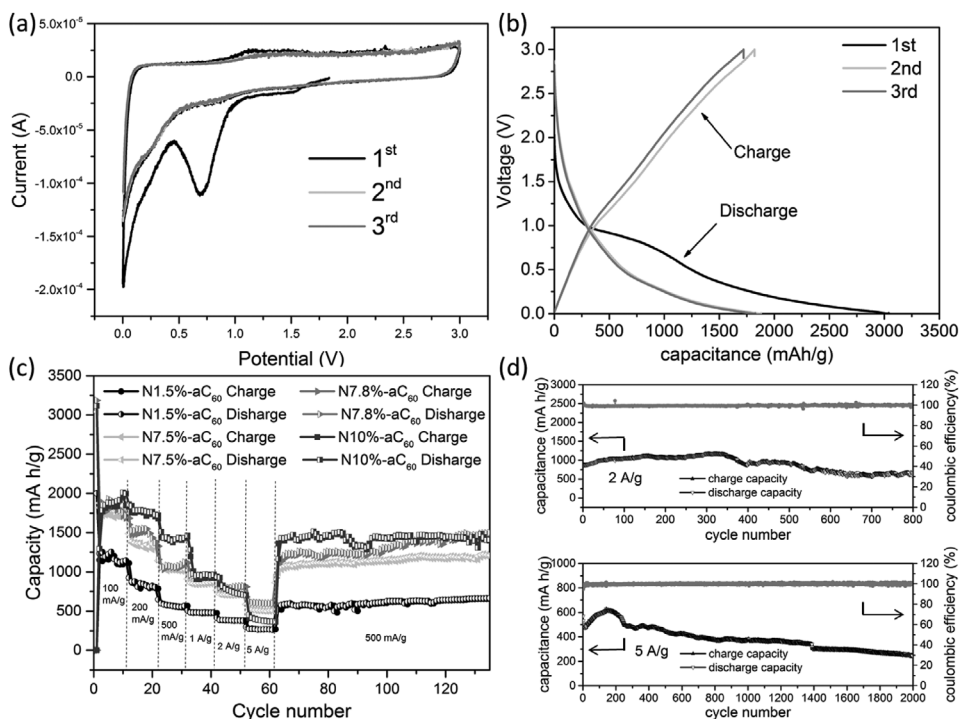 (a)
5.0x10⁻⁵
0.0
-5.0x10⁻⁵
-1.0x10⁻⁴
-1.5x10⁻⁴
-2.0x10⁻⁴
Current (A)
1ˢᵗ
2ⁿᵈ
3ʳᵈ
0.0 0.5 1.0 2.0 2.5 3.0
Potential (V)
(b)
3.0
2.5
2.0
1.5
1.0
0.5
0.0
Voltage (V)
1st
2nd
3rd
Charge
Discharge
0 500 1000 1500 2000 2500 3000 3500
capacitance (mAh/g)
(c)
3500
3000
2500
2000
1500
1000
500
0
Capacity (mA h/g)
N1.5%-aC₆₀ Charge
N1.5%-aC₆₀ Disharge
N7.5%-aC₆₀ Charge
N7.5%-aC₆₀ Disharge
N7.8%-aC₆₀ Charge
N7.8%-aC₆₀ Disharge
N10%-aC₆₀ Charge
N10%-aC₆₀ Disharge
100
mA/g
200
mA/g
500
mA/g
1 A/g
2 A/g
5 A/g
500 mA/g
0 20 40 60 80 100 120
Cycle number
(d)
3000
2500
2000
1500
1000
500
0
capacitance (mA h/g)
2 A/g
charge capacity
discharge capacity
120
100
80
60
40
20
0
coulombic efficiency(%)
0 100 200 300 400 500 600 700 800
cycle number
1000
800
600
400
200
0
capacitance (mA h/g)
5 A/g
charge capacity
discharge capacity
120
100
80
60
40
20
0
coulombic efficiency (%)
0 200 400 600 800 1000 1200 1400 1600 1800 2000
cycle number